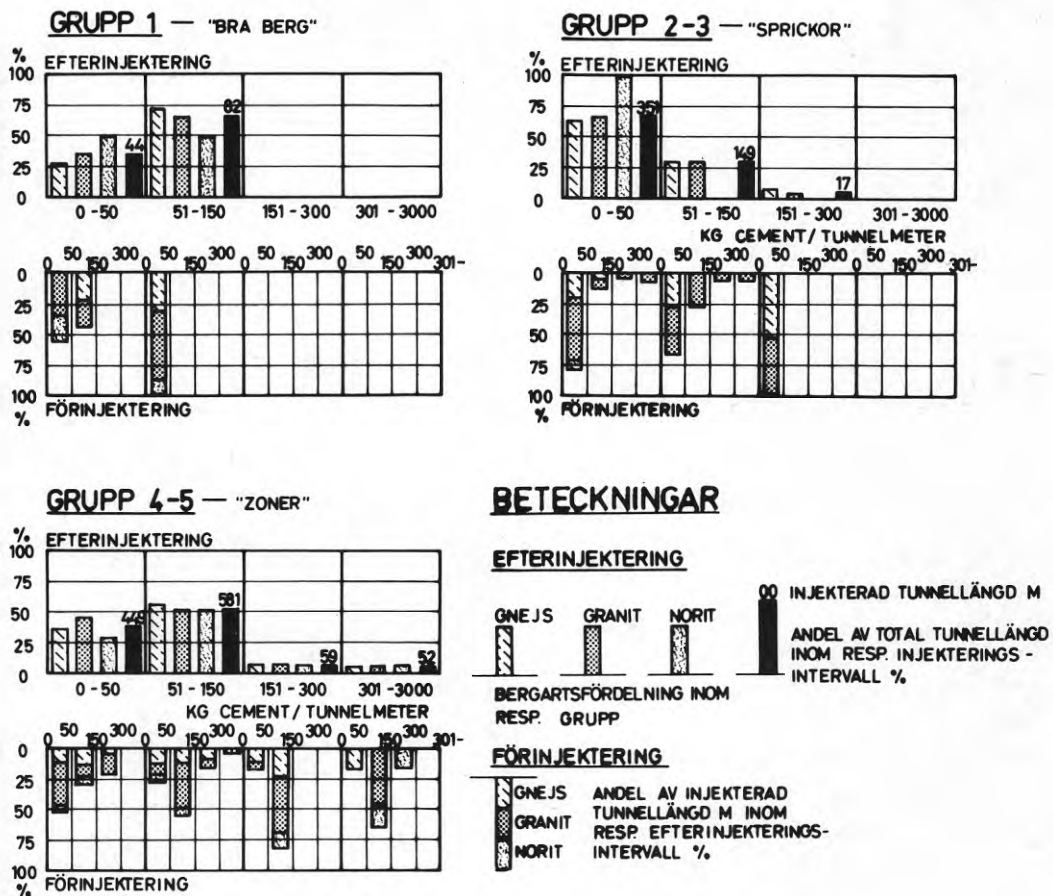 GRUPP 1 — "BRA BERG"
% EFTERINJEKTERING
100
75
50
25
0
44
82
0-50 51-150 151-300 301-3000
0 50 150 300 0 50 150 300 0 50 150 300 0 50 150 300 301-
0
25
50
75
100
% FÖRINJEKTERING
GRUPP 2-3 — "SPRICKOR"
% EFTERINJEKTERING
100
75
50
25
0
351
149
17
0-50 51-150 151-300 301-3000
KG CEMENT/TUNNELMETER
0 50 150 300 0 50 150 300 0 50 150 300 0 50 150 300 301-
0
25
50
75
100
% FÖRINJEKTERING
GRUPP 4-5 — "ZONER"
% EFTERINJEKTERING
100
75
50
25
0
581
59
52
0-50 51-150 151-300 301-3000
KG CEMENT/TUNNELMETER
0 50 150 300 0 50 150 300 0 50 150 300 0 50 150 300 301-
0
25
50
75
100
% FÖRINJEKTERING
BETECKNINGAR
EFTERINJEKTERING
GNEJS GRANIT NORIT
BERGARTSFÖRDELNING INOM
RESP. GRUPP
00 INJEKTERAD TUNNELLÄNGD M
ANDEL AV TOTAL TUNNELLÄNGD
INOM RESP. INJEKTERINGS-
INTERVALL %
FÖRINJEKTERING
GNEJS
GRANIT
NORIT
ANDEL AV INJEKTERAD
TUNNELLÄNGD M INOM
RESP. EFTERINJEKTERINGS-
INTERVALL %